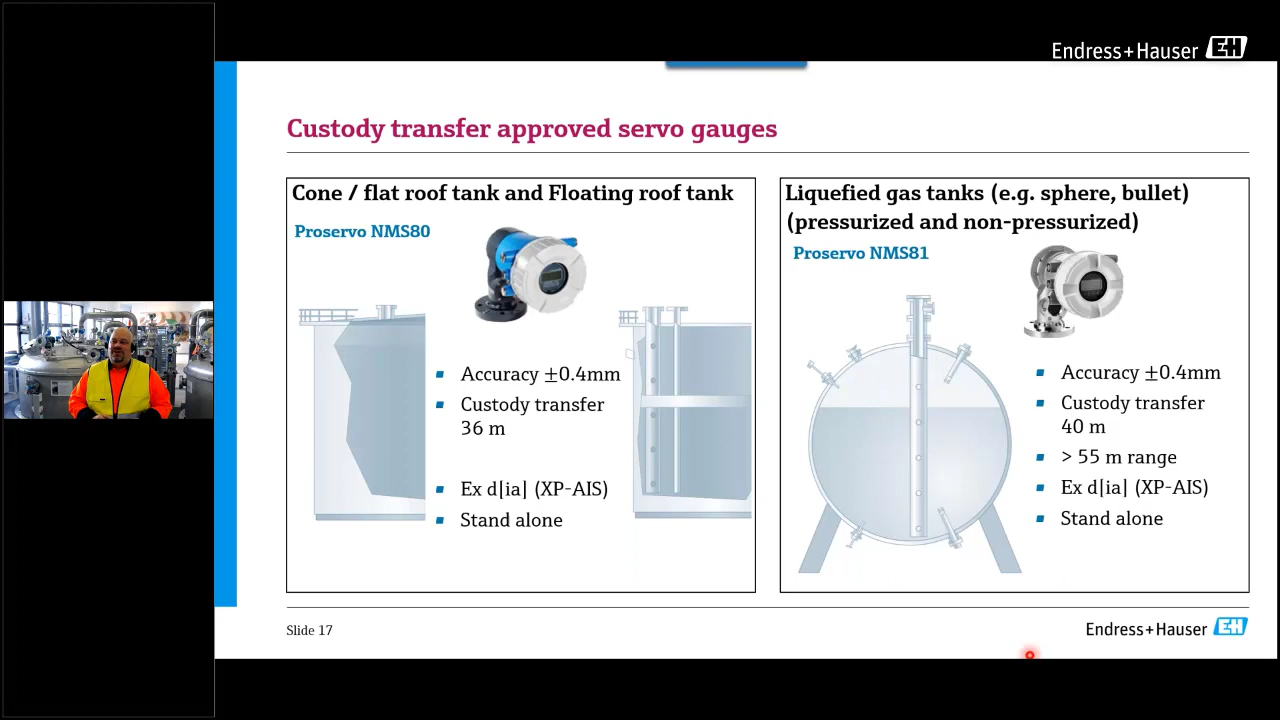 Endress+Hauser EH
Custody transfer approved servo gauges
Cone / flat roof tank and Floating roof tank
Proservo NMS80
Accuracy ±0.4mm
Custody transfer
36 m
Ex d|ia| (XP-AIS)
Stand alone
Liquefied gas tanks (e.g. sphere, bullet)
(pressurized and non-pressurized)
Proservo NMS81
Accuracy ±0.4mm
Custody transfer
40 m
> 55 m range
Ex d|ia| (XP-AIS)
Stand alone
Slide 17
Endress+Hauser EH